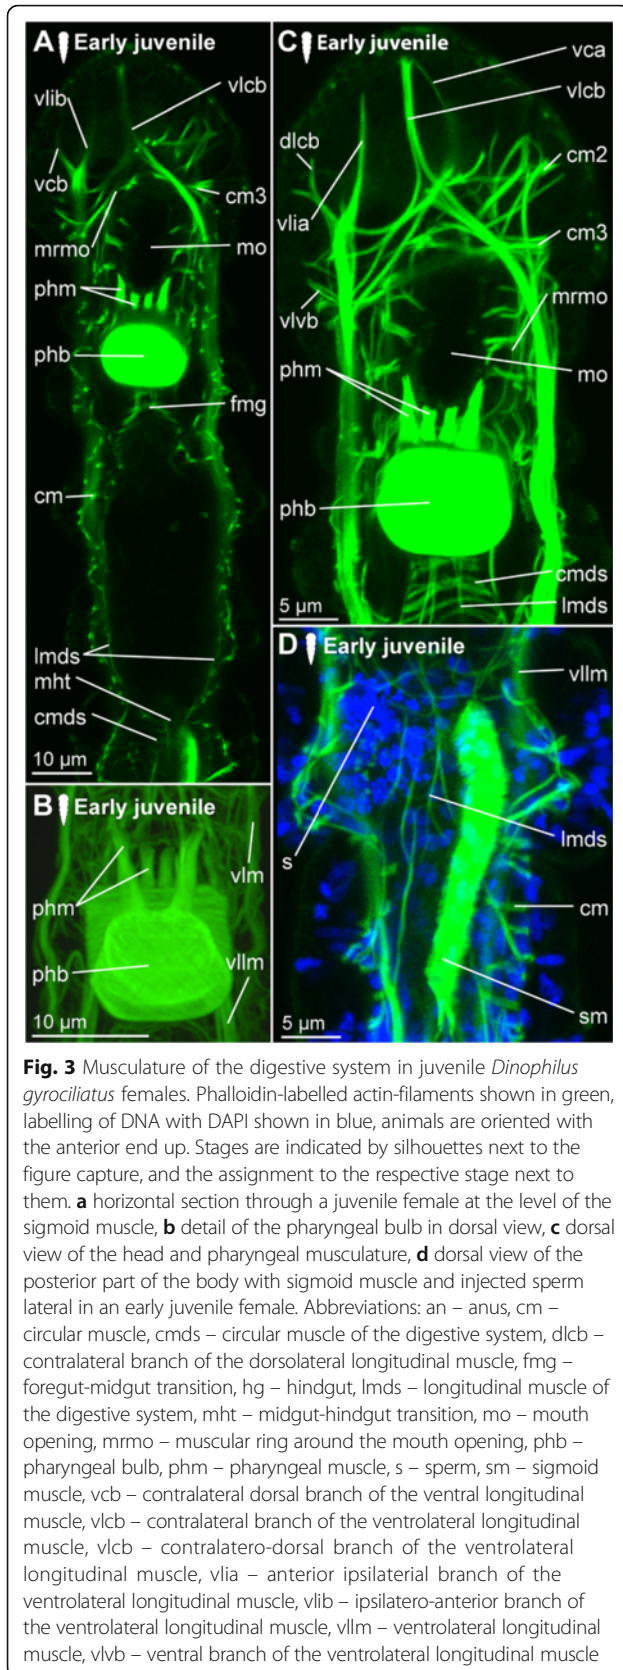 A Early juvenile
vlib
vlcb
vcb
cm3
mrmo
mo
phm
phb
fmg
cm
lmds
mht
cmds
10 µm
B Early juvenile
phm
vlm
phb
vllm
10 µm
C Early juvenile
vca
vlcb
dlcb
cm2
vlia
cm3
vlvb
mrmo
phm
mo
phb
cmds
5 µm
lmds
D Early juvenile
vllm
s
lmds
cm
sm
5 µm
Fig. 3 Musculature of the digestive system in juvenile Dinophilus
gyrociliatus females. Phalloidin-labelled actin-filaments shown in green,
labelling of DNA with DAPI shown in blue, animals are oriented with
the anterior end up. Stages are indicated by silhouettes next to the
figure capture, and the assignment to the respective stage next to
them. a horizontal section through a juvenile female at the level of the
sigmoid muscle, b detail of the pharyngeal bulb in dorsal view, c dorsal
view of the head and pharyngeal musculature, d dorsal view of the
posterior part of the body with sigmoid muscle and injected sperm
lateral in an early juvenile female. Abbreviations: an – anus, cm –
circular muscle, cmds – circular muscle of the digestive system, dlcb –
contralateral branch of the dorsolateral longitudinal muscle, fmg –
foregut-midgut transition, hg – hindgut, lmds – longitudinal muscle of
the digestive system, mht – midgut-hindgut transition, mo – mouth
opening, mrmo – muscular ring around the mouth opening, phb –
pharyngeal bulb, phm – pharyngeal muscle, s – sperm, sm – sigmoid
muscle, vcb – contralateral dorsal branch of the ventral longitudinal
muscle, vlcb – contralateral branch of the ventrolateral longitudinal
muscle, vlcb – contralatero-dorsal branch of the ventrolateral
longitudinal muscle, vlia – anterior ipsilaterial branch of the
ventrolateral longitudinal muscle, vlib – ipsilatero-anterior branch of
the ventrolateral longitudinal muscle, vllm – ventrolateral longitudinal
muscle, vlvb – ventral branch of the ventrolateral longitudinal muscle